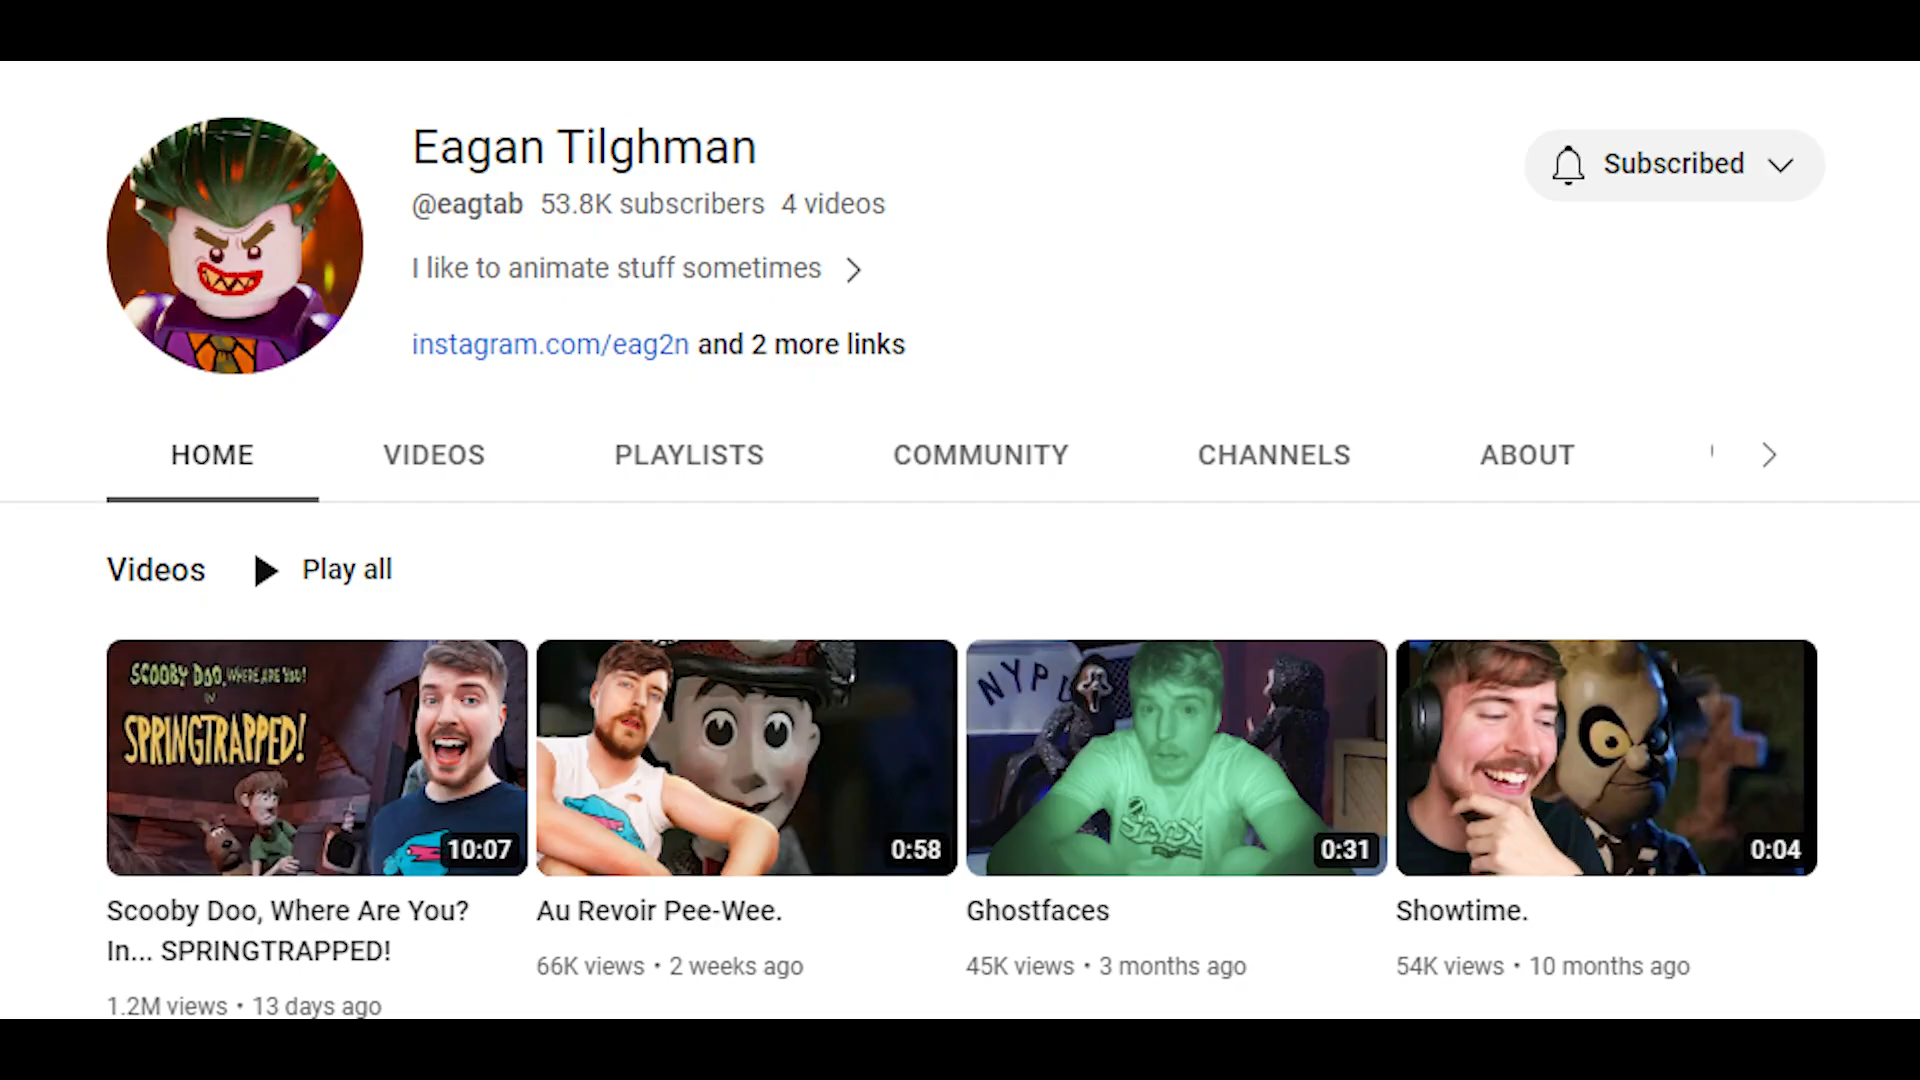 Eagan Tilghman
Subscribed
@eagtab 53.8K subscribers 4 videos
I like to animate stuff sometimes
instagram.com/eag2n and 2 more links
HOME VIDEOS PLAYLISTS COMMUNITY CHANNELS ABOUT
Videos Play all
SCOOBY DOO, WHERE ARE YOU!
IN
SPRINGTRAPPED!
NYP
10:07
0:58
0:31
0:04
Scooby Doo, Where Are You?
In... SPRINGTRAPPED!
1.2M views • 13 days ago
Au Revoir Pee-Wee.
66K views • 2 weeks ago
Ghostfaces
45K views • 3 months ago
Showtime.
54K views • 10 months ago